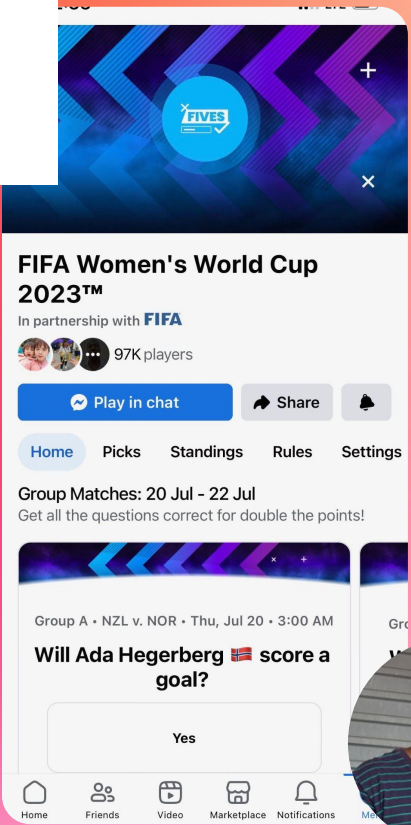 FIVES
FIFA Women's World Cup
2023™
In partnership with FIFA
97K players
Play in chat
Share
Home
Picks
Standings
Rules
Settings
Group Matches: 20 Jul - 22 Jul
Get all the questions correct for double the points!
Group A • NZL v. NOR • Thu, Jul 20 • 3:00 AM
Will Ada Hegerberg 🇳🇴 score a
goal?
Yes
Home
Friends
Video
Marketplace
Notifications